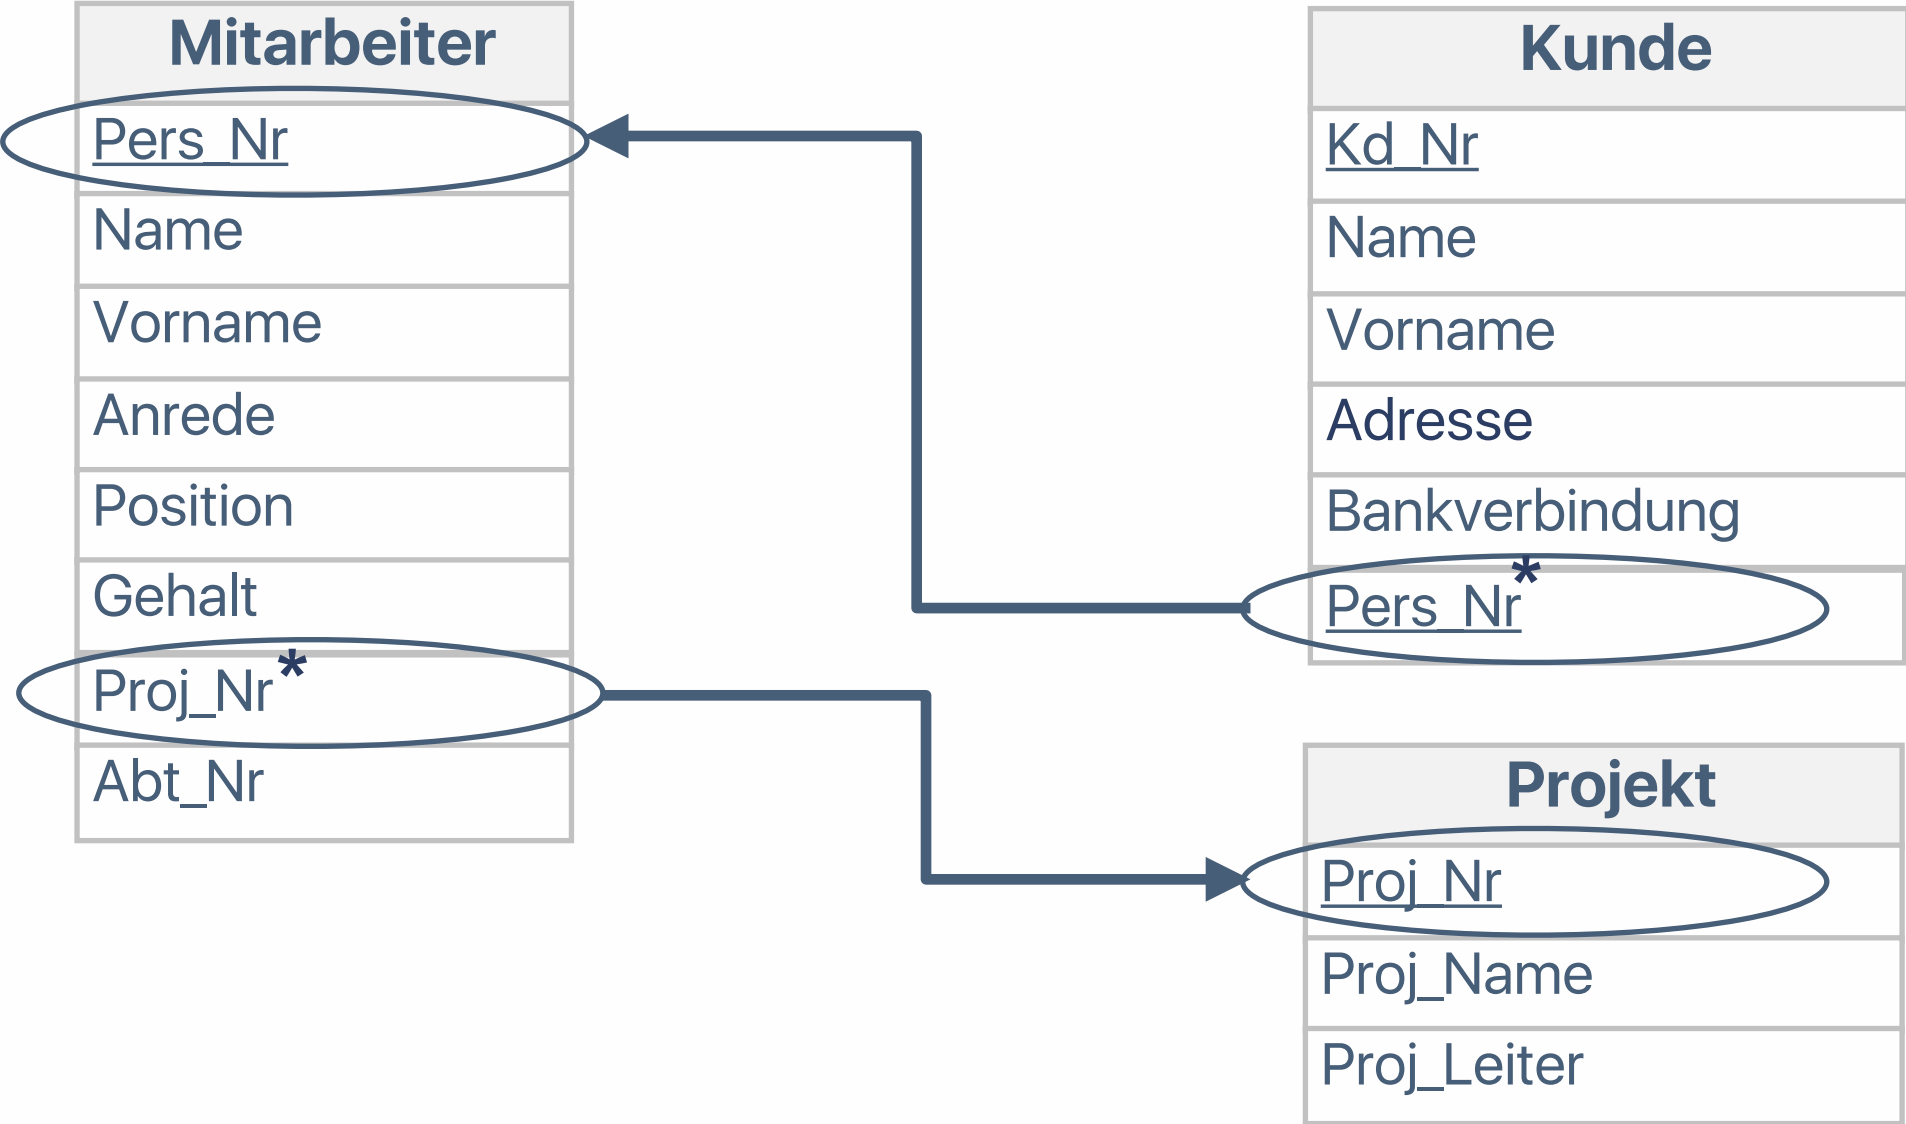 Mitarbeiter
Pers_Nr
Name
Vorname
Anrede
Position
Gehalt
Proj_Nr*
Abt_Nr
Kunde
Kd_Nr
Name
Vorname
Adresse
Bankverbindung
Pers_Nr*
Projekt
Proj_Nr
Proj_Name
Proj_Leiter